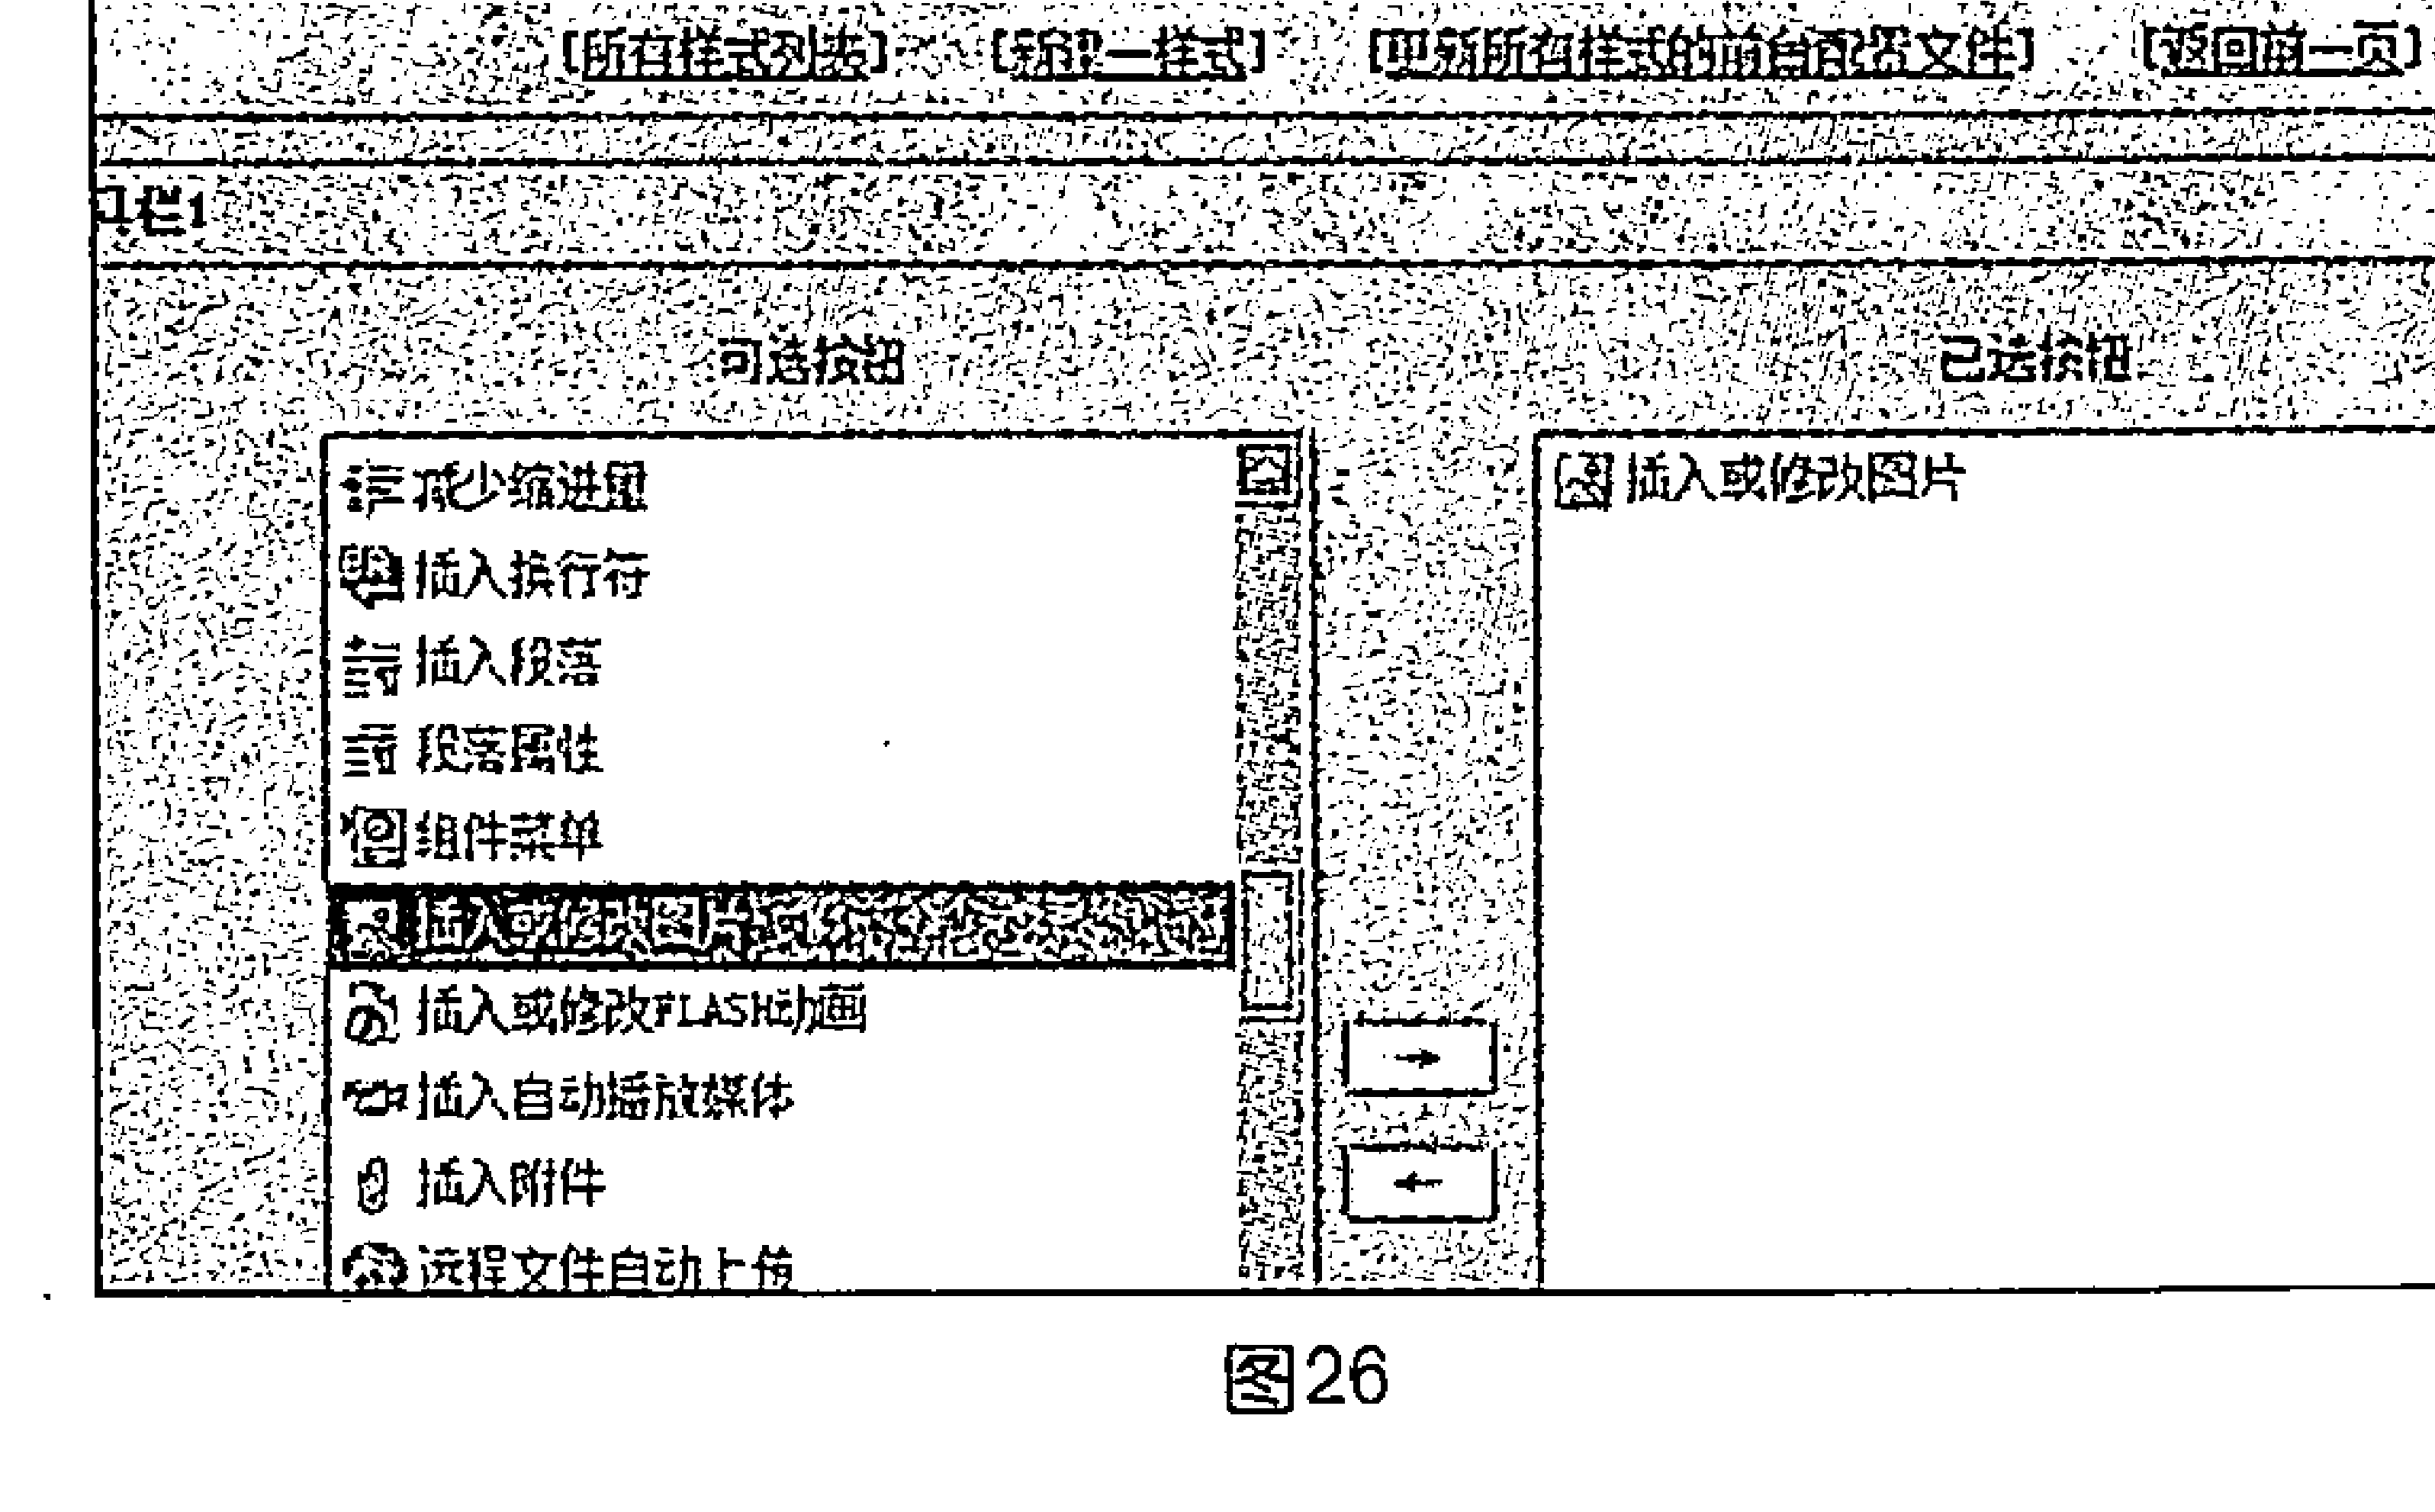 [所有样式列表] [新建一样式] [更新所有样式的前台配置文件] [返回前一页]
工具栏1
可选按钮 已选按钮
减少缩进量
插入换行符
插入段落
段落属性
组件菜单
插入或修改图片
插入或修改FLASH动画
插入自动播放媒体
插入附件
远程文件自动上传
插入或修改图片
→
←
图26